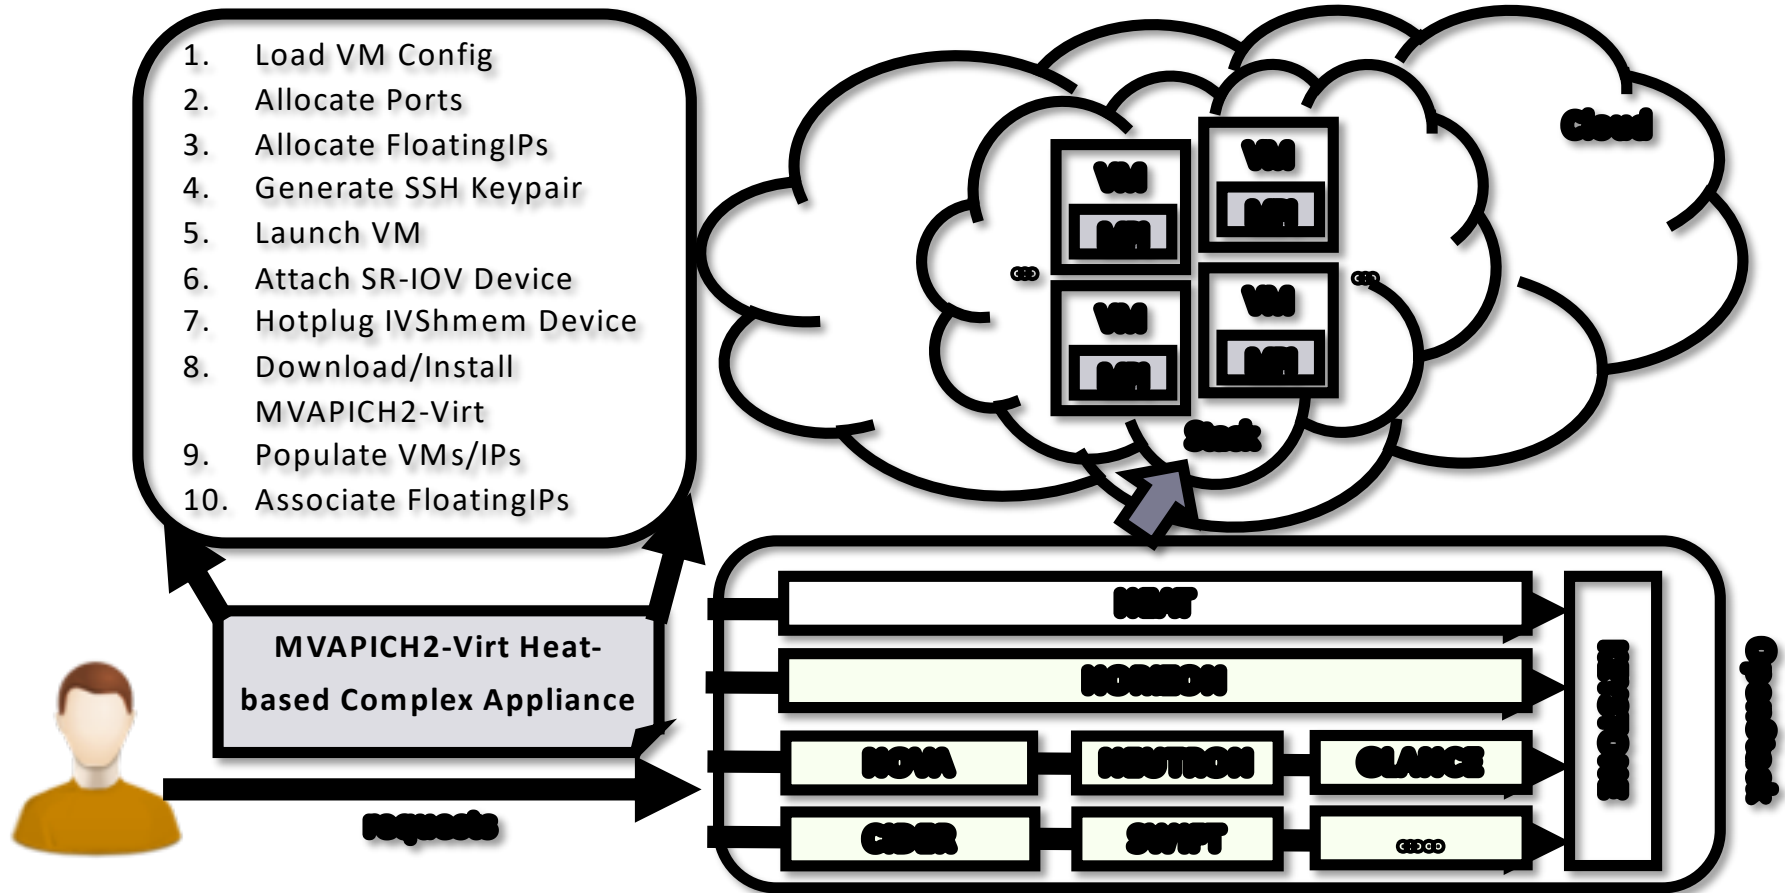 1. Load VM Config
2. Allocate Ports
3. Allocate FloatingIPs
4. Generate SSH Keypair
5. Launch VM
6. Attach SR-IOV Device
7. Hotplug IVShmem Device
8. Download/Install
MVAPICH2-Virt
9. Populate VMs/IPs
10. Associate FloatingIPs
Cloud
VM
MPI
VM
MPI
VM
MPI
VM
MPI
Stack
MVAPICH2-Virt Heat-
based Complex Appliance
requests
HEAT
HORIZON
NOVA NEUTRON GLANCE
CIDER SWIFT
KEYSTONE
Openstack